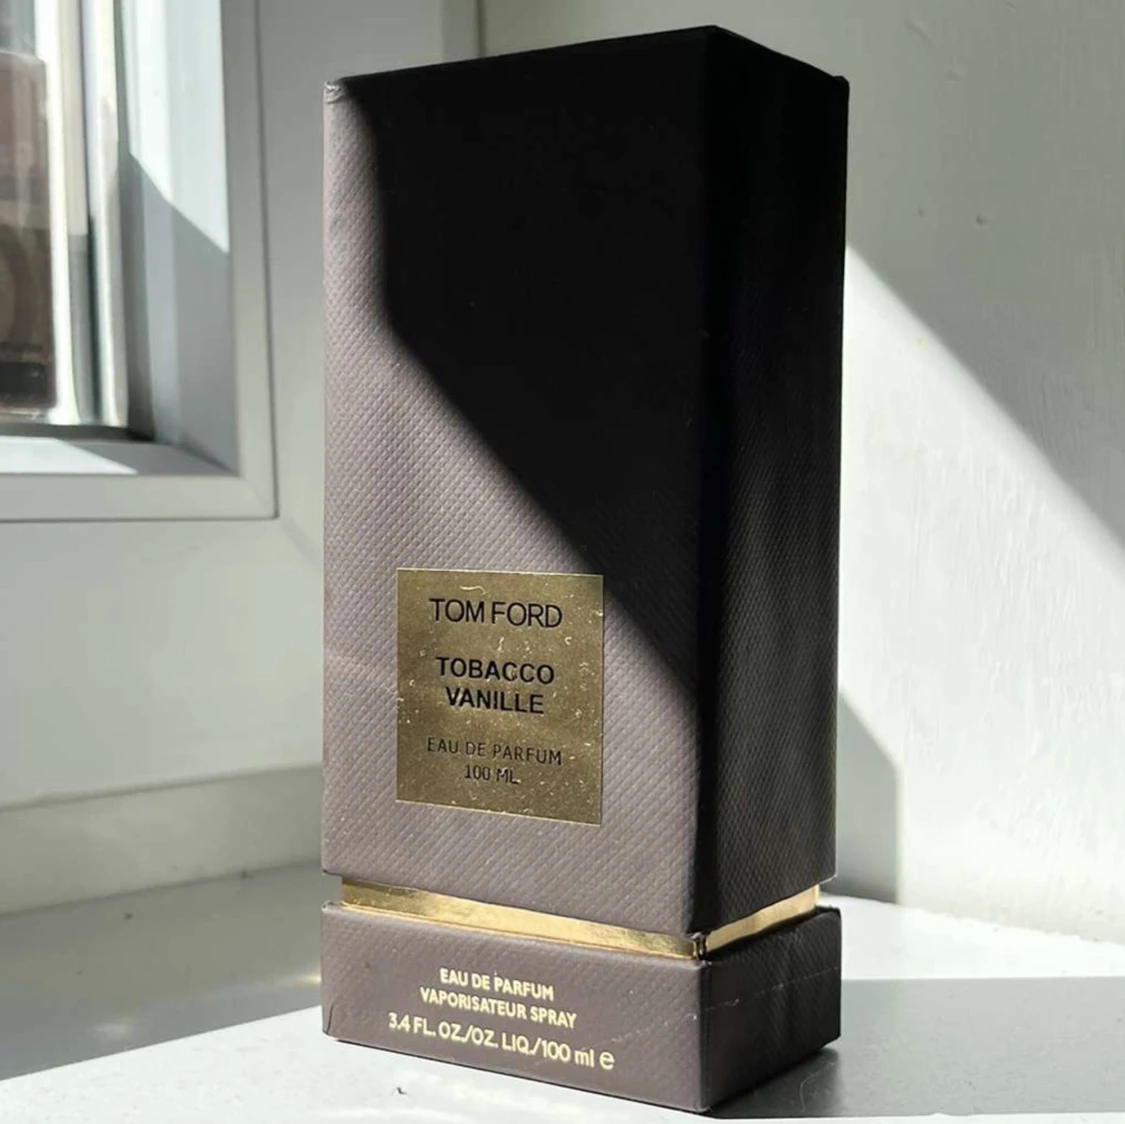 TOM FORD
TOBACCO
VANILLE
EAU DE PARFUM
100 ML
EAU DE PARFUM
VAPORISATEUR SPRAY
3.4 FL. OZ./OZ. LIQ./100 ml ℮